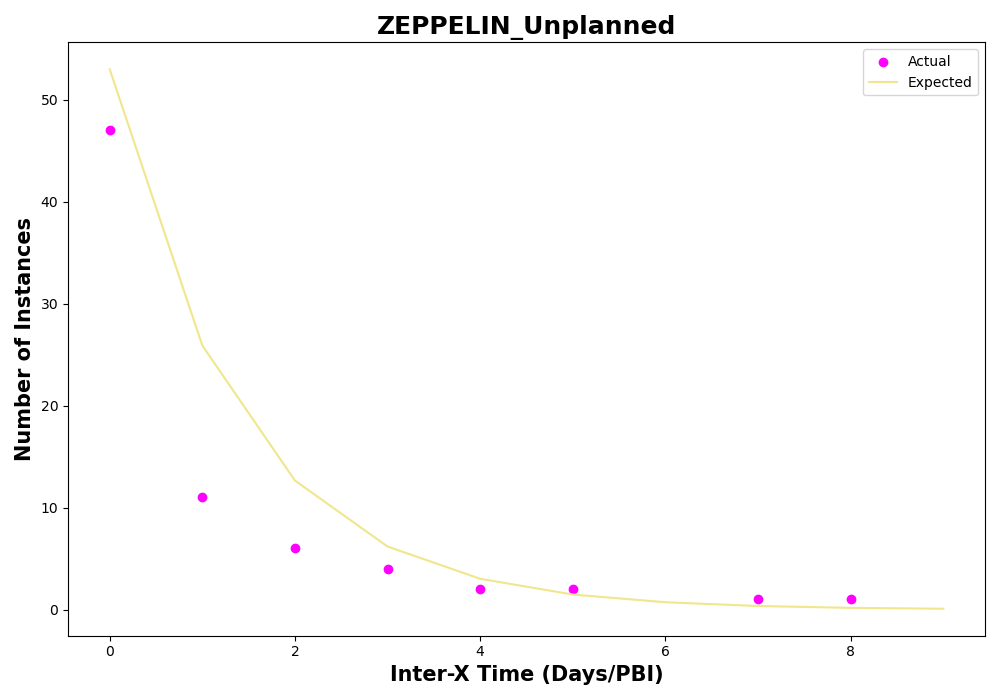 ZEPPELIN_Unplanned
Actual
Expected
Number of Instances
50
40
30
20
10
0
0 2 4 6 8
Inter-X Time (Days/PBI)